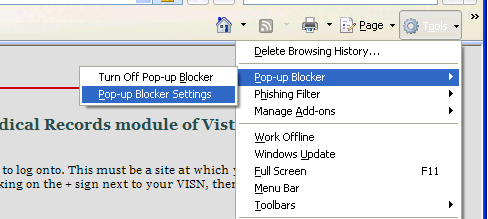 Page
Tools
Delete Browsing History...
Turn Off Pop-up Blocker
Pop-up Blocker
Pop-up Blocker Settings
Phishing Filter
Manage Add-ons
dical Records module of Vist
Work Offline
to log onto. This must be a site at which y
Windows Update
king on the + sign next to your VISN, then
Full Screen F11
Menu Bar
Toolbars